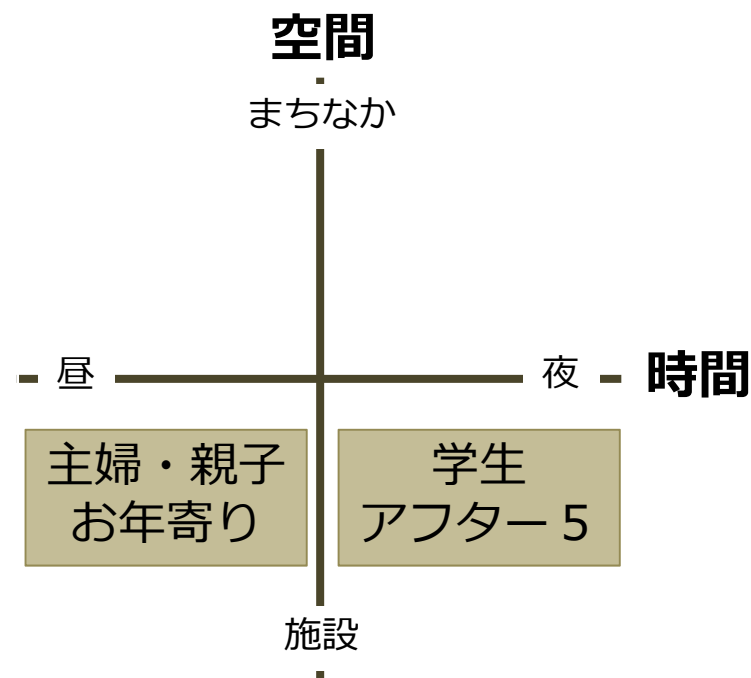 空間
まちなか
昼
夜
時間
主婦・親子
お年寄り
学生
アフター５
施設